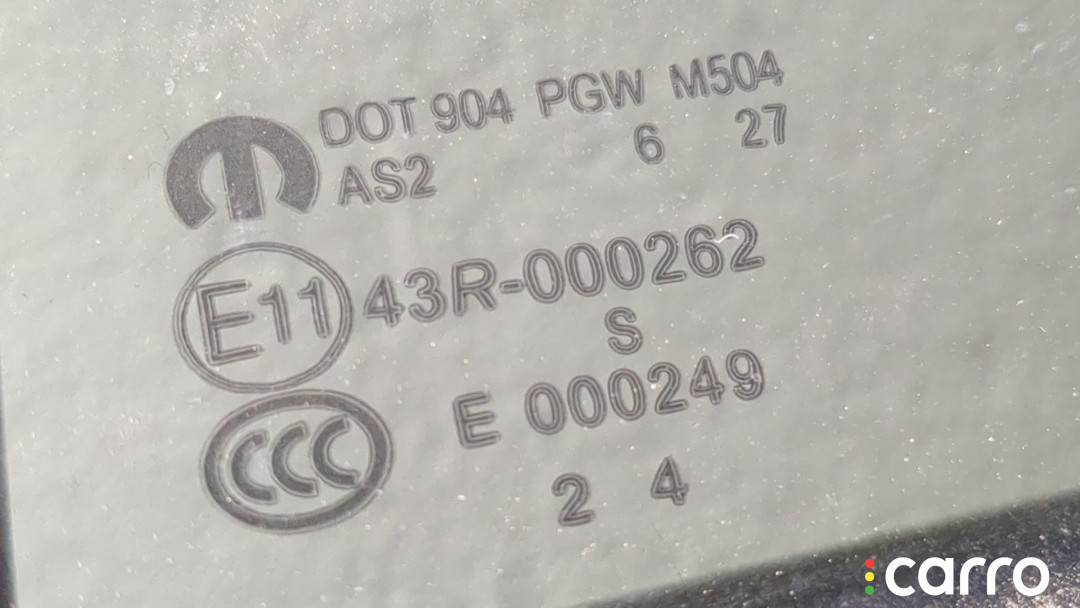 DOT 904 PGW M504
AS2 6 27
E11 43R-000262
S
CCC E 000249
2 4
carro